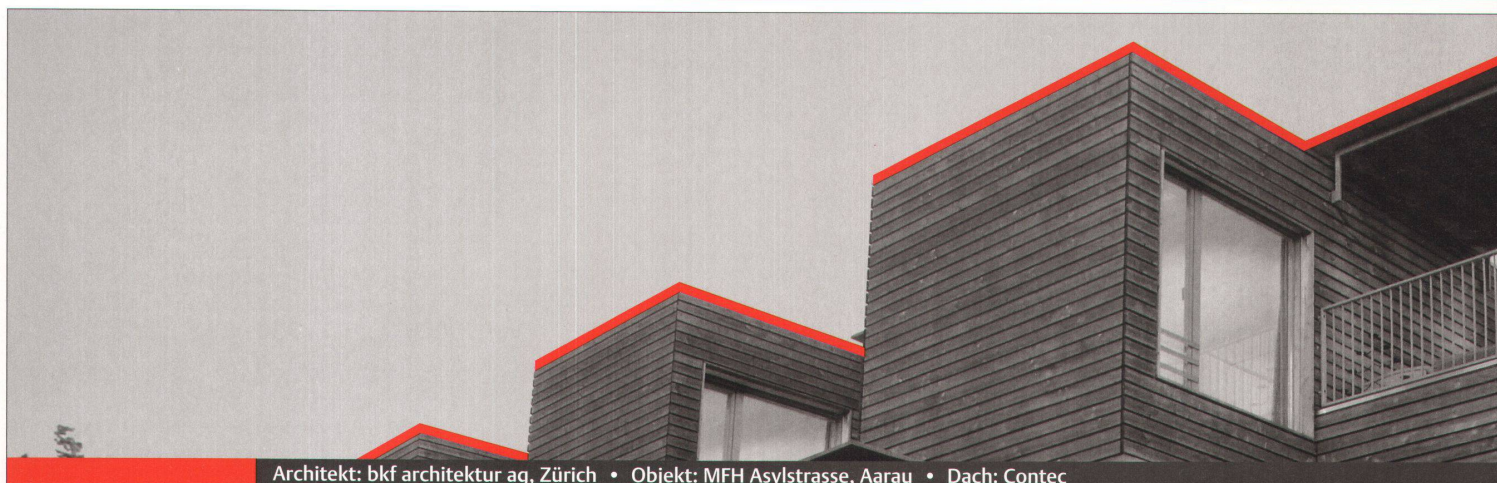 Architekt: bkf architektur ag, Zürich • Objekt: MFH Asylstrasse, Aarau • Dach: Contec